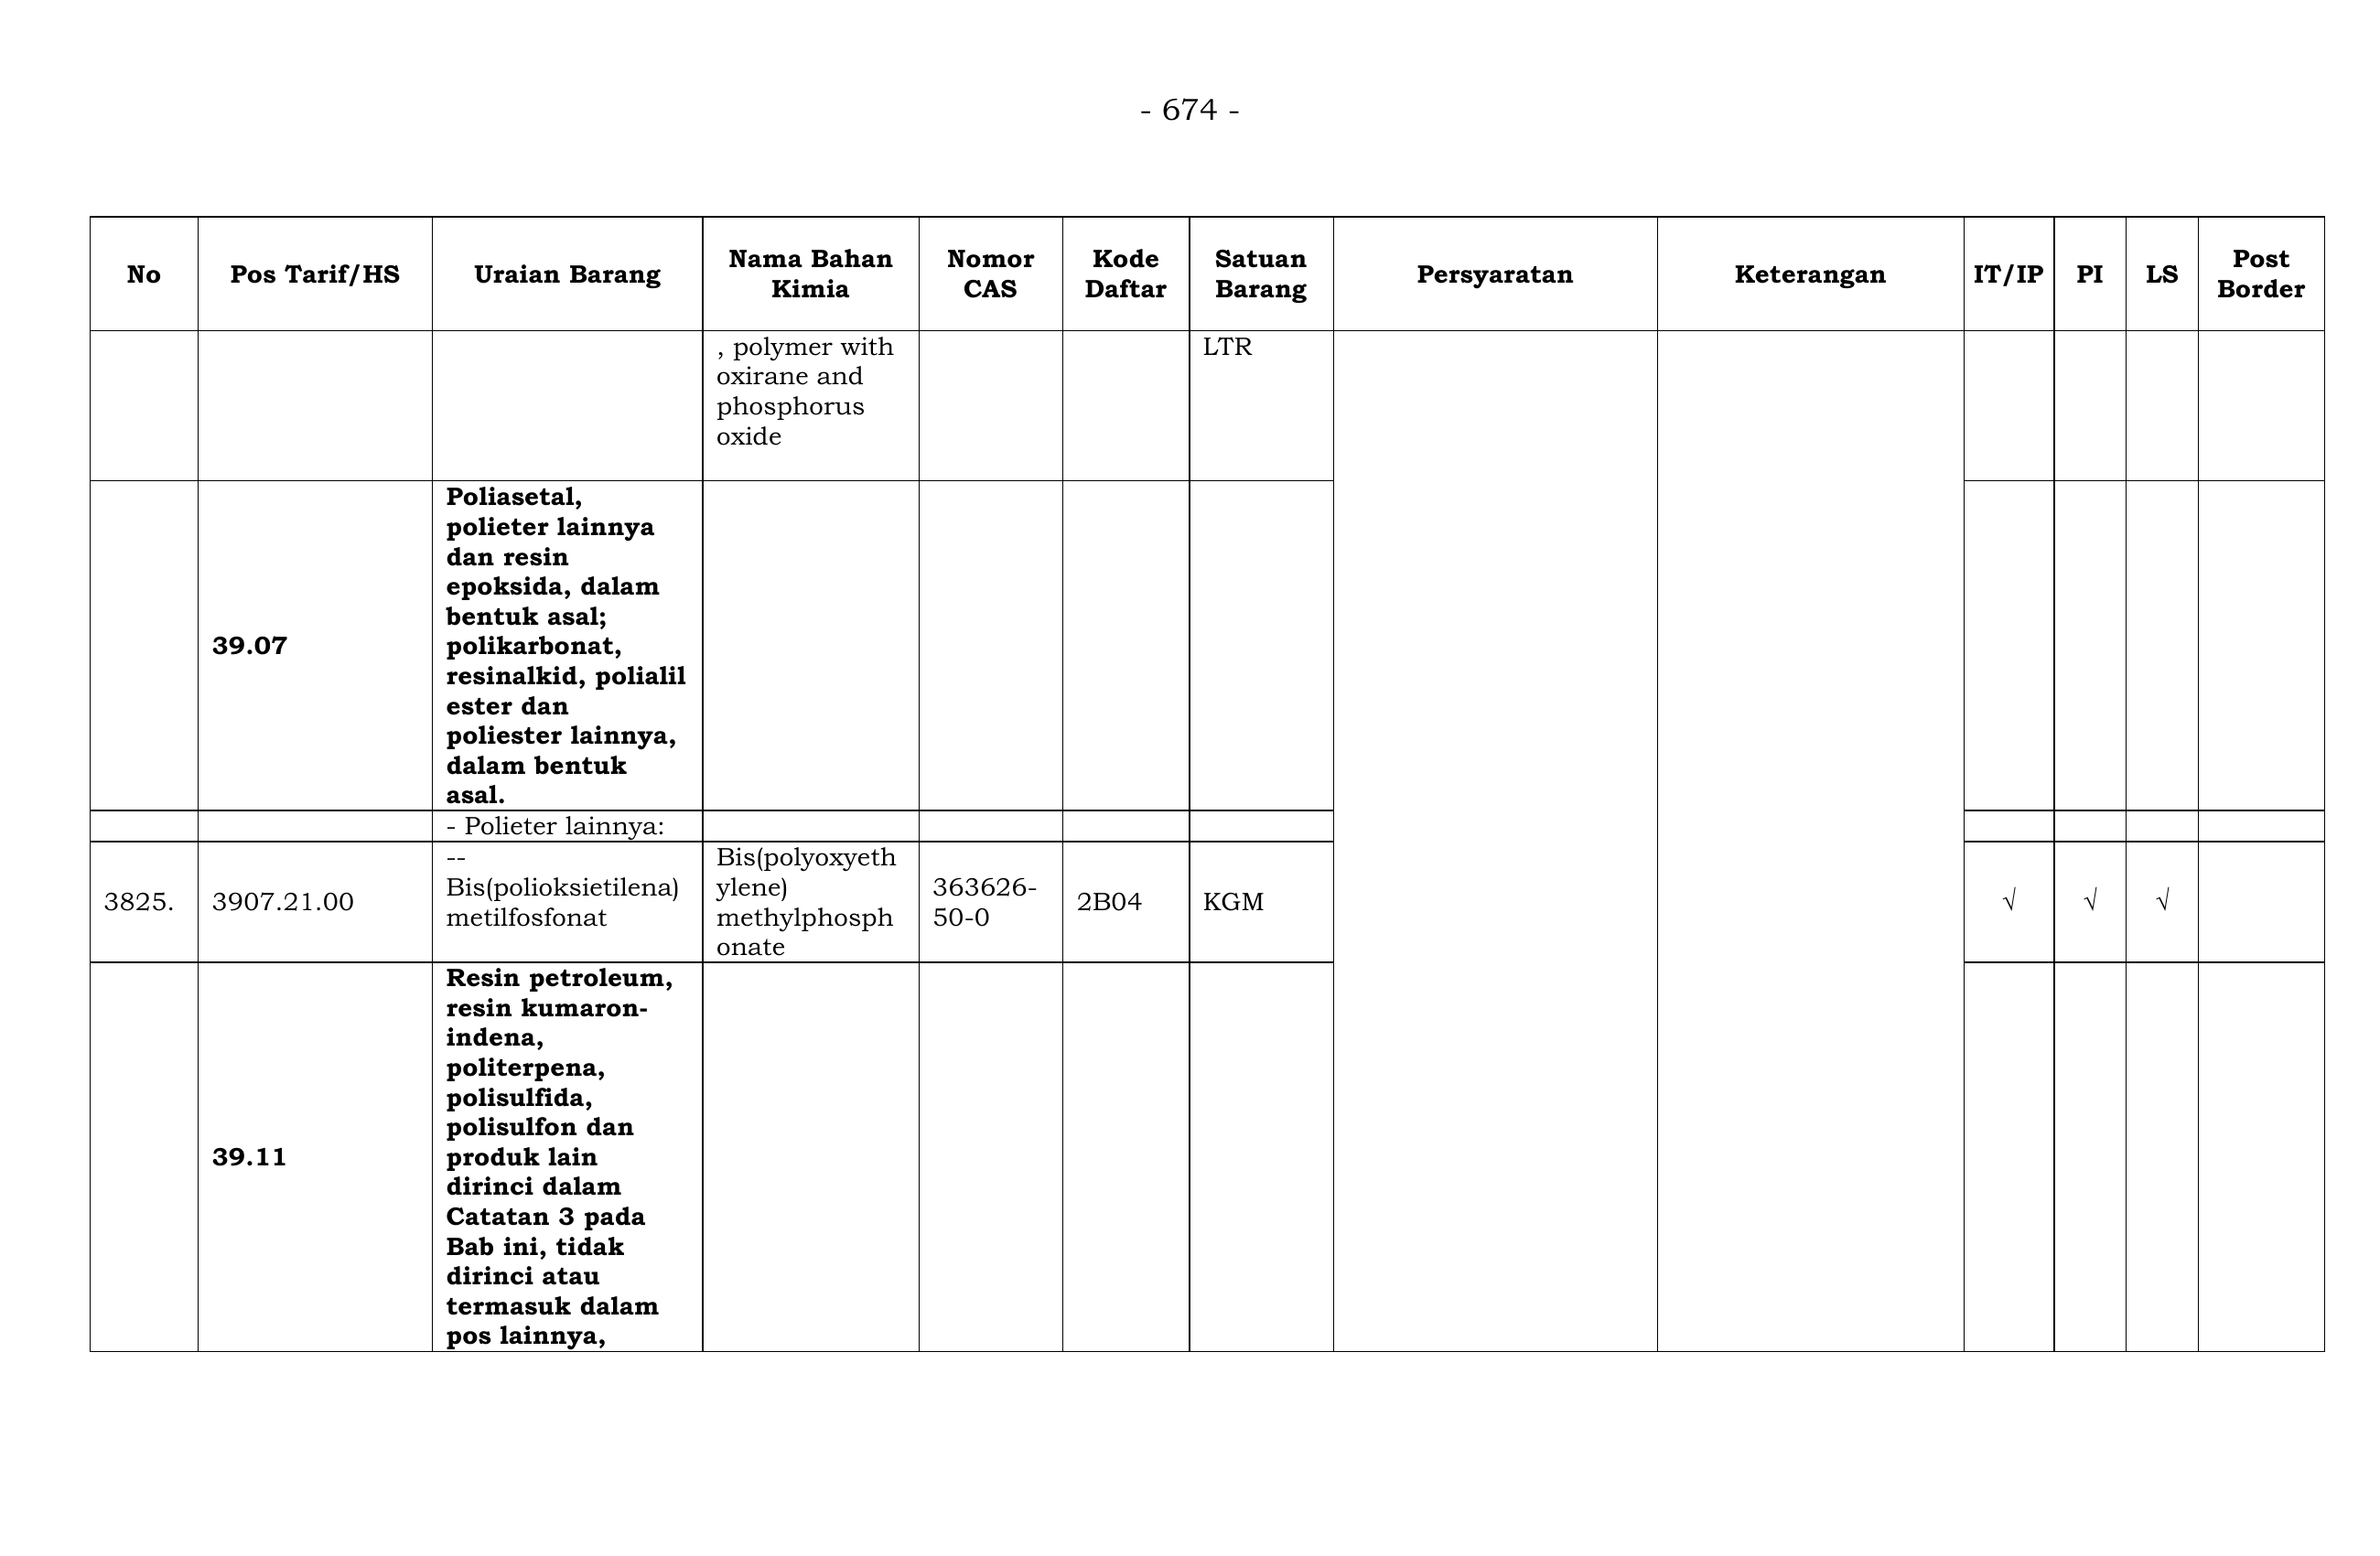 - 674 -
No
Pos Tarif/HS
Uraian Barang
Nama Bahan
Kimia
Nomor
CAS
Kode
Daftar
Satuan
Barang
Persyaratan
Keterangan
IT/IP
PI
LS
Post
Border
, polymer with
oxirane and
phosphorus
oxide
LTR
39.07
Poliasetal,
polieter lainnya
dan resin
epoksida, dalam
bentuk asal;
polikarbonat,
resinalkid, polialil
ester dan
poliester lainnya,
dalam bentuk
asal.
- Polieter lainnya:
3825.
3907.21.00
--
Bis(polioksietilena)
metilfosfonat
Bis(polyoxyeth
ylene)
methylphosph
onate
363626-
50-0
2B04
KGM
√
√
√
39.11
Resin petroleum,
resin kumaron-
indena,
politerpena,
polisulfida,
polisulfon dan
produk lain
dirinci dalam
Catatan 3 pada
Bab ini, tidak
dirinci atau
termasuk dalam
pos lainnya,